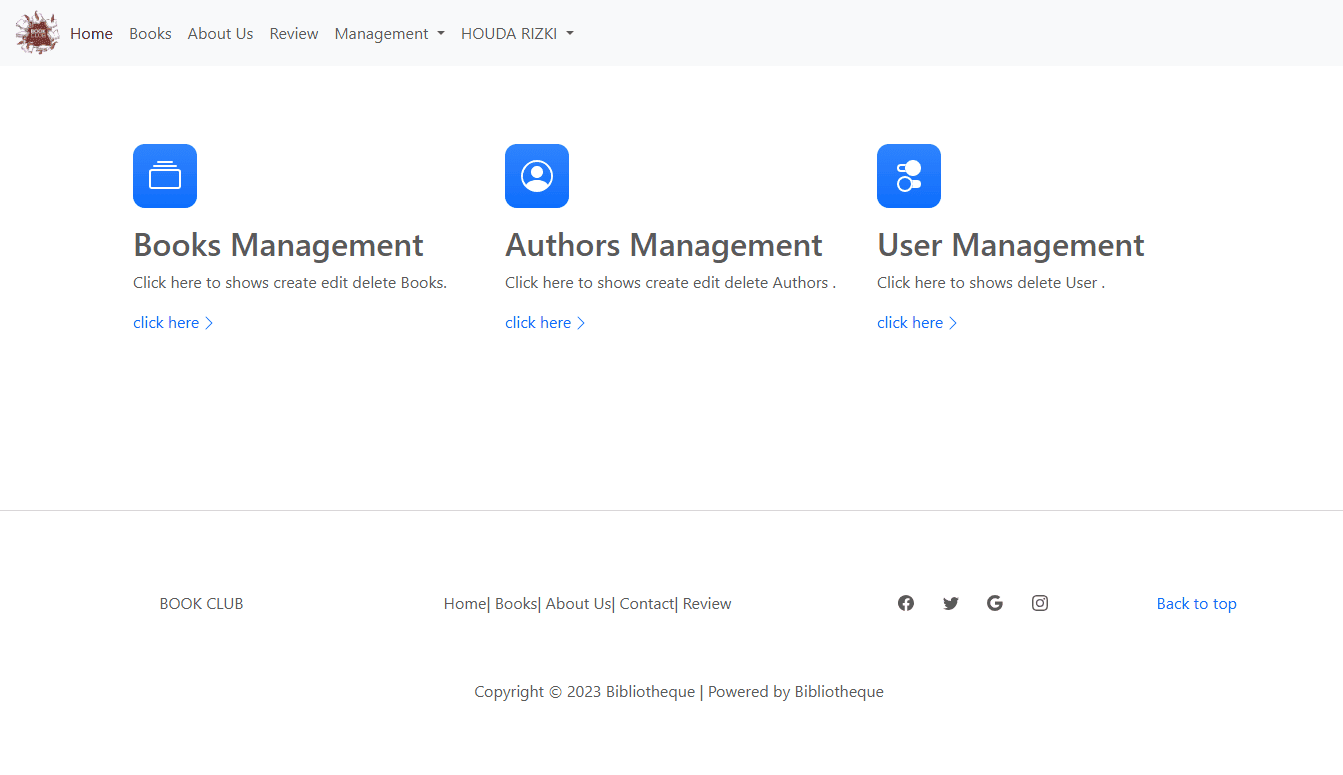 BOOK CLUB
Home Books About Us Review Management HOUDA RIZKI
Books Management
Click here to shows create edit delete Books.
click here
Authors Management
Click here to shows create edit delete Authors .
click here
User Management
Click here to shows delete User .
click here
BOOK CLUB
Home| Books| About Us| Contact| Review
Back to top
Copyright © 2023 Bibliotheque | Powered by Bibliotheque